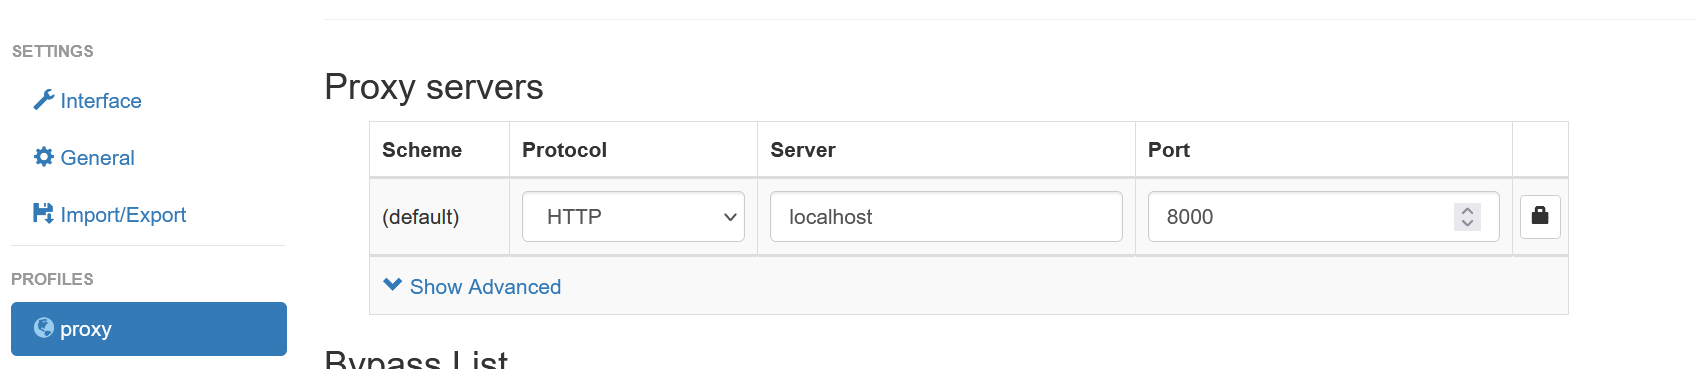 SETTINGS
Interface
General
Import/Export
PROFILES
proxy
Proxy servers
Scheme Protocol Server Port
(default) HTTP localhost 8000
Show Advanced
Bypass List